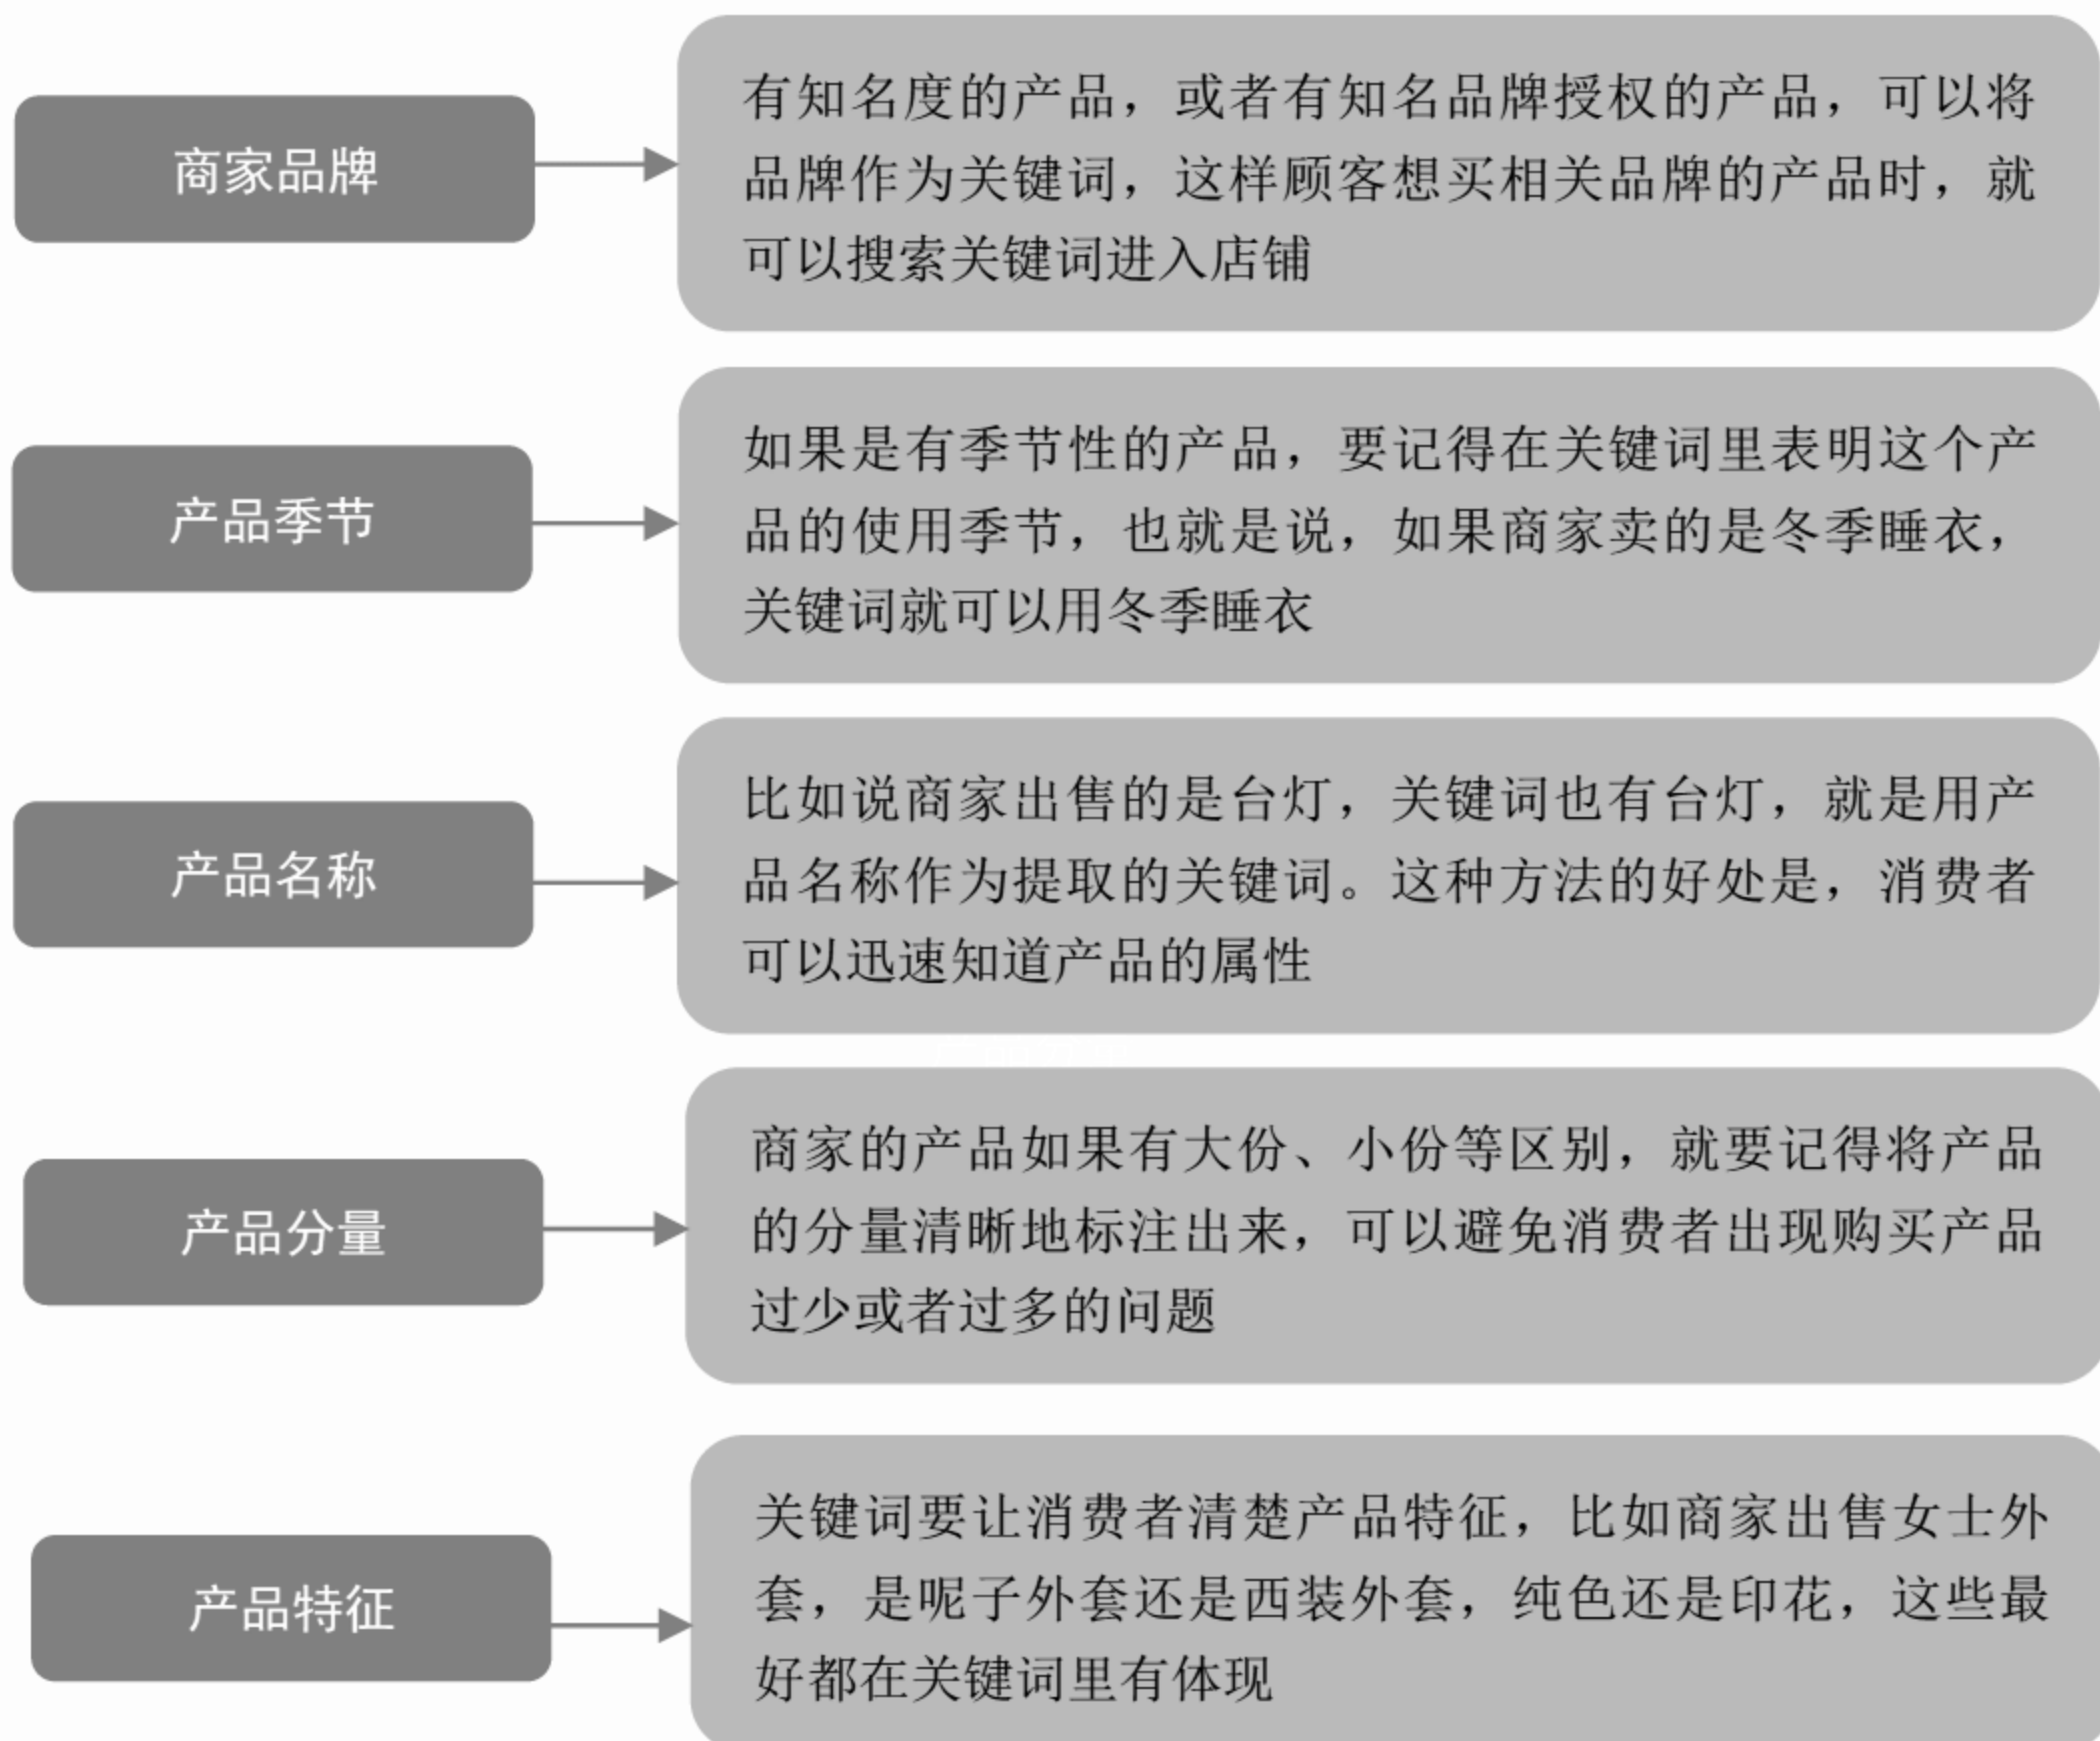 商家品牌
有知名度的产品，或者有知名品牌授权的产品，可以将
品牌作为关键词，这样顾客想买相关品牌的产品时，就
可以搜索关键词进入店铺
产品季节
如果是有季节性的产品，要记得在关键词里表明这个产
品的使用季节，也就是说，如果商家卖的是冬季睡衣，
关键词就可以用冬季睡衣
产品名称
比如说商家出售的是台灯，关键词也有台灯，就是用产
品名称作为提取的关键词。这种方法的好处是，消费者
可以迅速知道产品的属性
产品分量
商家的产品如果有大份、小份等区别，就要记得将产品
的分量清晰地标注出来，可以避免消费者出现购买产品
过少或者过多的问题
产品特征
关键词要让消费者清楚产品特征，比如商家出售女士外
套，是呢子外套还是西装外套，纯色还是印花，这些最
好都在关键词里有体现